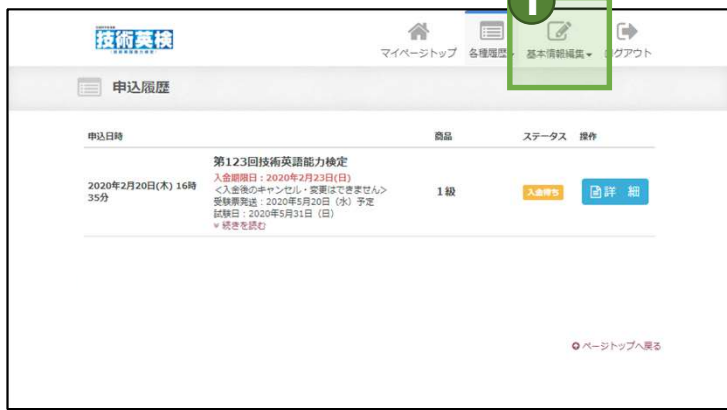 1
技術英検
マイページトップ 各種履歴 基本情報編集▾ ログアウト
申込履歴
申込日時 商品 ステータス 操作
第123回技術英語能力検定
入金期限日：2020年2月23日(日)
2020年2月20日(木) 16時35分
<入金後のキャンセル・変更はできません>
1級 入金待ち 詳 細
受験票発送：2020年5月20日（水）予定
試験日：2020年5月31日（日）
続きを読む
ページトップへ戻る